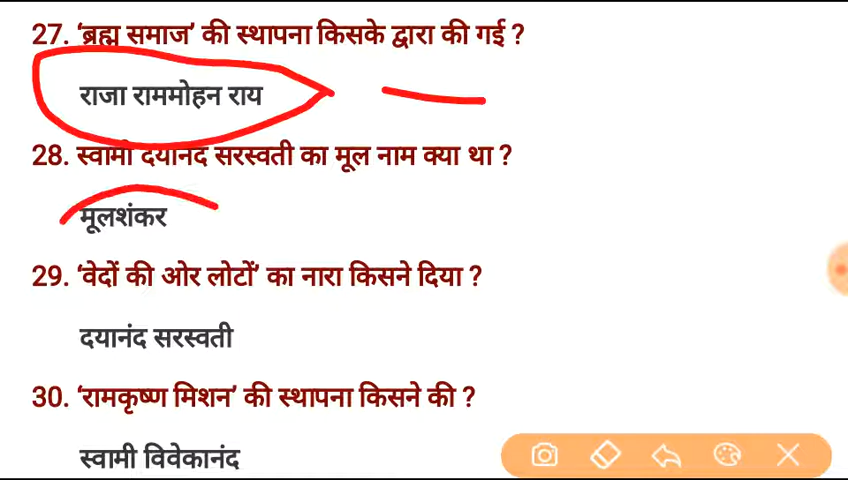 27. ‘ब्रह्म समाज’ की स्थापना किसके द्वारा की गई ?
राजा राममोहन राय
28. स्वामी दयानंद सरस्वती का मूल नाम क्या था ?
मूलशंकर
29. ‘वेदों की ओर लोटों’ का नारा किसने दिया ?
दयानंद सरस्वती
30. ‘रामकृष्ण मिशन’ की स्थापना किसने की ?
स्वामी विवेकानंद